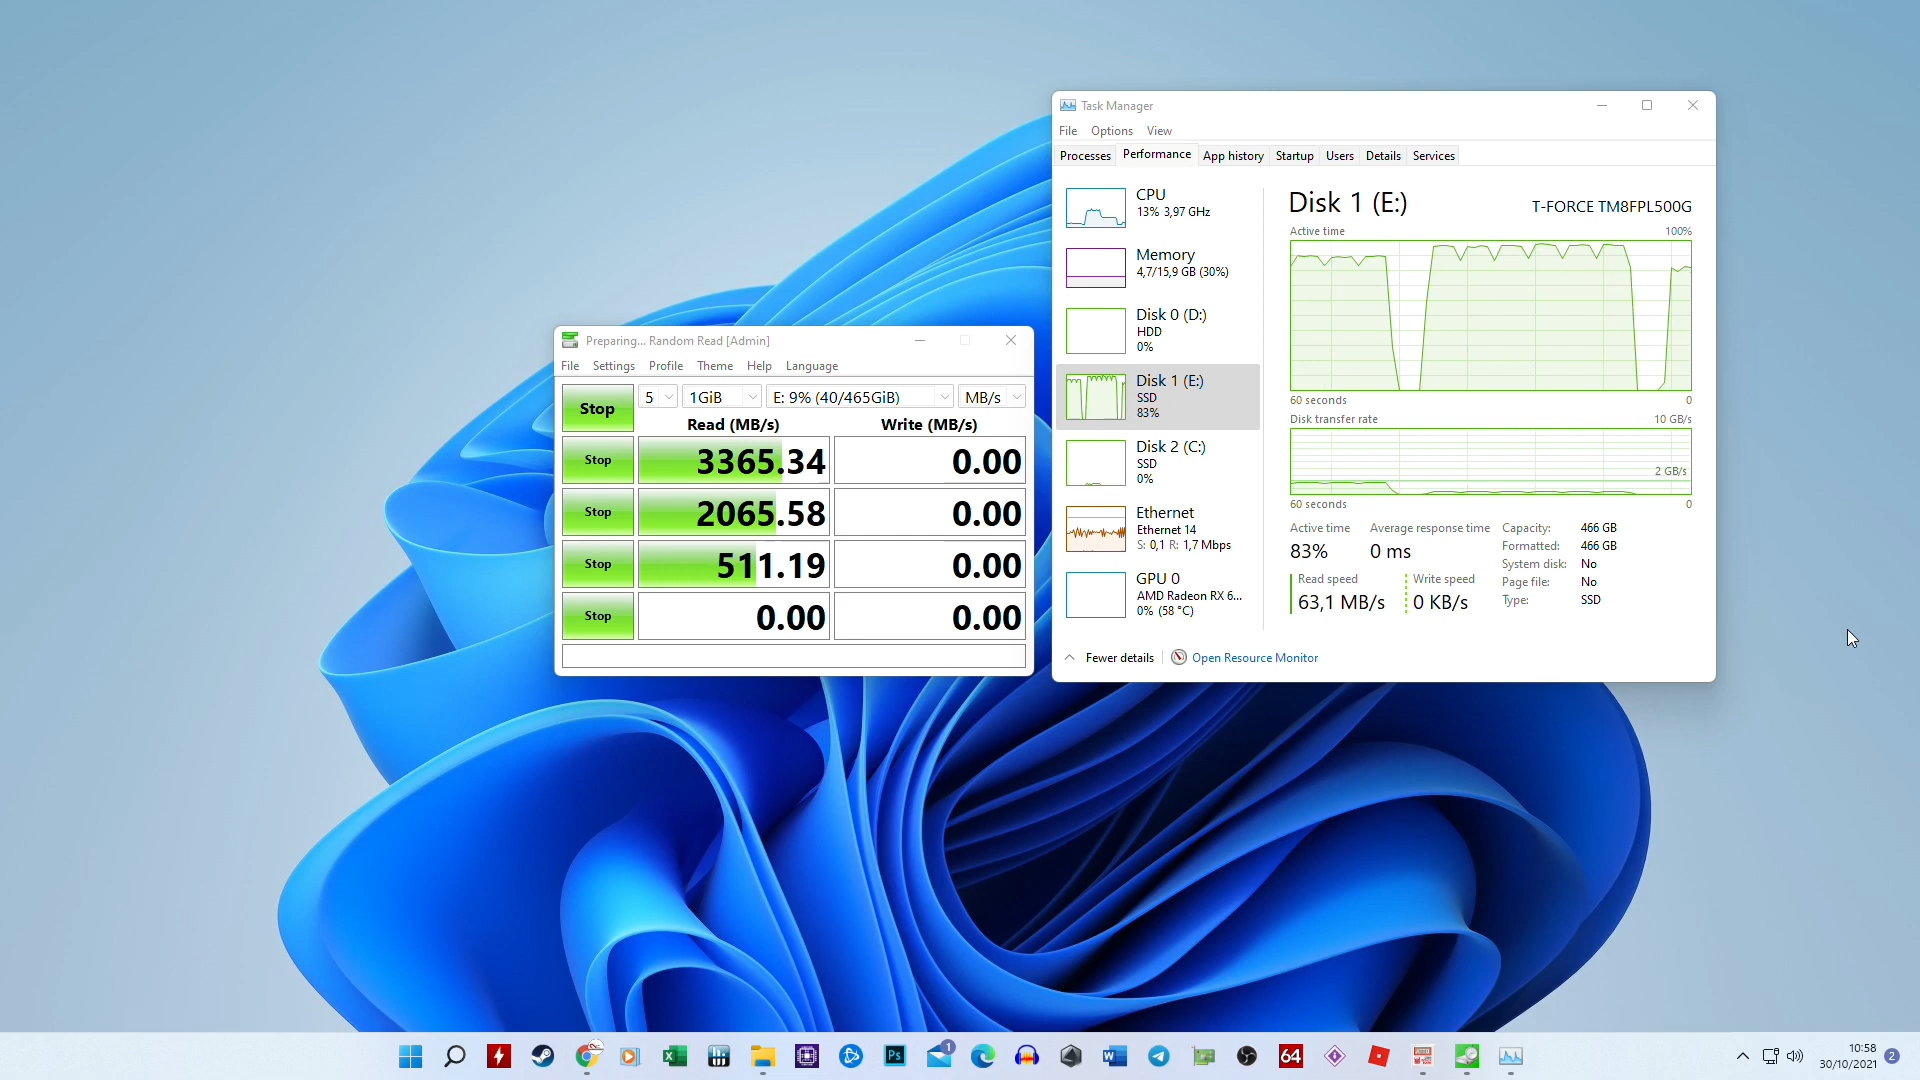 Preparing... Random Read [Admin]
File Settings Profile Theme Help Language
Stop 5 1GiB E: 9% (40/465GiB) MB/s
Read (MB/s) Write (MB/s)
Stop 3365.34 0.00
Stop 2065.58 0.00
Stop 511.19 0.00
Stop 0.00 0.00
Task Manager
File Options View
Processes Performance App history Startup Users Details Services
CPU
13% 3,97 GHz
Memory
4,7/15,9 GB (30%)
Disk 0 (D:)
HDD
0%
Disk 1 (E:)
SSD
83%
Disk 2 (C:)
SSD
0%
Ethernet
Ethernet 14
S: 0,1 R: 1,7 Mbps
GPU 0
AMD Radeon RX 6...
0% (58 °C)
Disk 1 (E:) T-FORCE TM8FPL500G
Active time 100%
60 seconds 0
Disk transfer rate 10 GB/s
2 GB/s
60 seconds 0
Active time Average response time
83% 0 ms
Read speed Write speed
63,1 MB/s 0 KB/s
Capacity: 466 GB
Formatted: 466 GB
System disk: No
Page file: No
Type: SSD
Fewer details Open Resource Monitor
Ps
1
64
10:58
30/10/2021
2